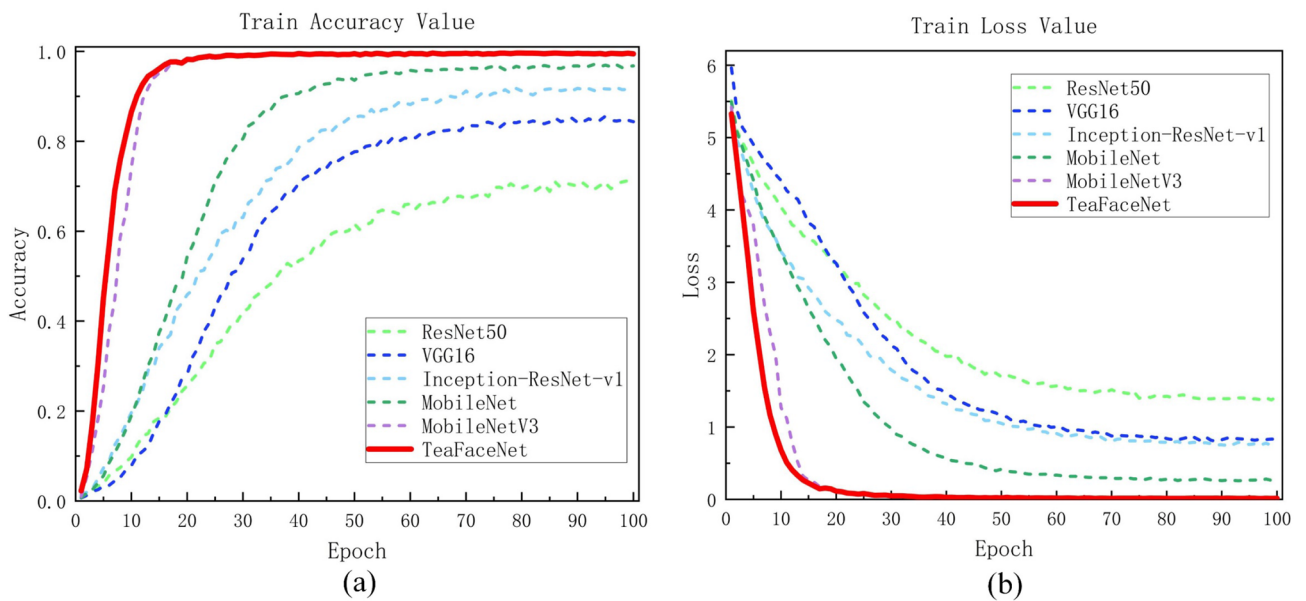 Train Accuracy Value
1.0
0.8
0.6
0.4
0.2
0.0
Accuracy
ResNet50
VGG16
Inception-ResNet-v1
MobileNet
MobileNetV3
TeaFaceNet
0 10 20 30 40 50 60 70 80 90 100
Epoch
(a)
Train Loss Value
6
5
4
3
2
1
0
Loss
ResNet50
VGG16
Inception-ResNet-v1
MobileNet
MobileNetV3
TeaFaceNet
0 10 20 30 40 50 60 70 80 90 100
Epoch
(b)